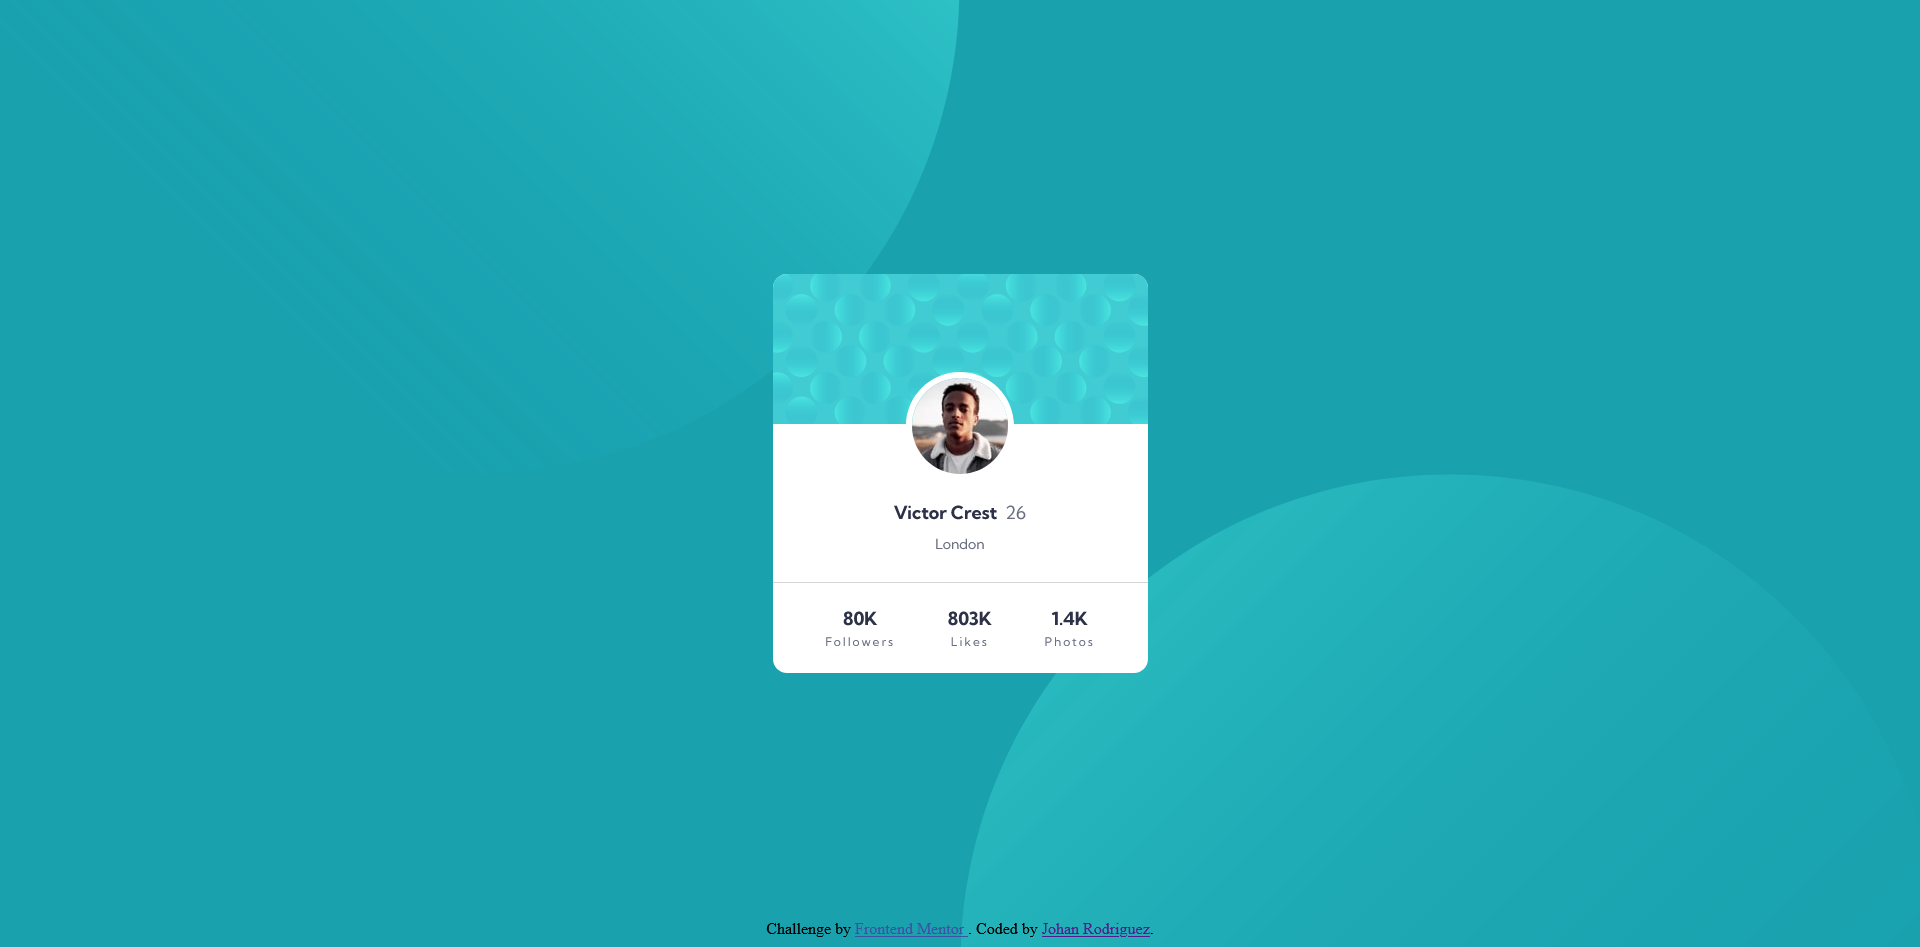 Victor Crest 26
London
80K 803K 1.4K
Followers Likes Photos
Challenge by Frontend Mentor . Coded by Johan Rodriguez.